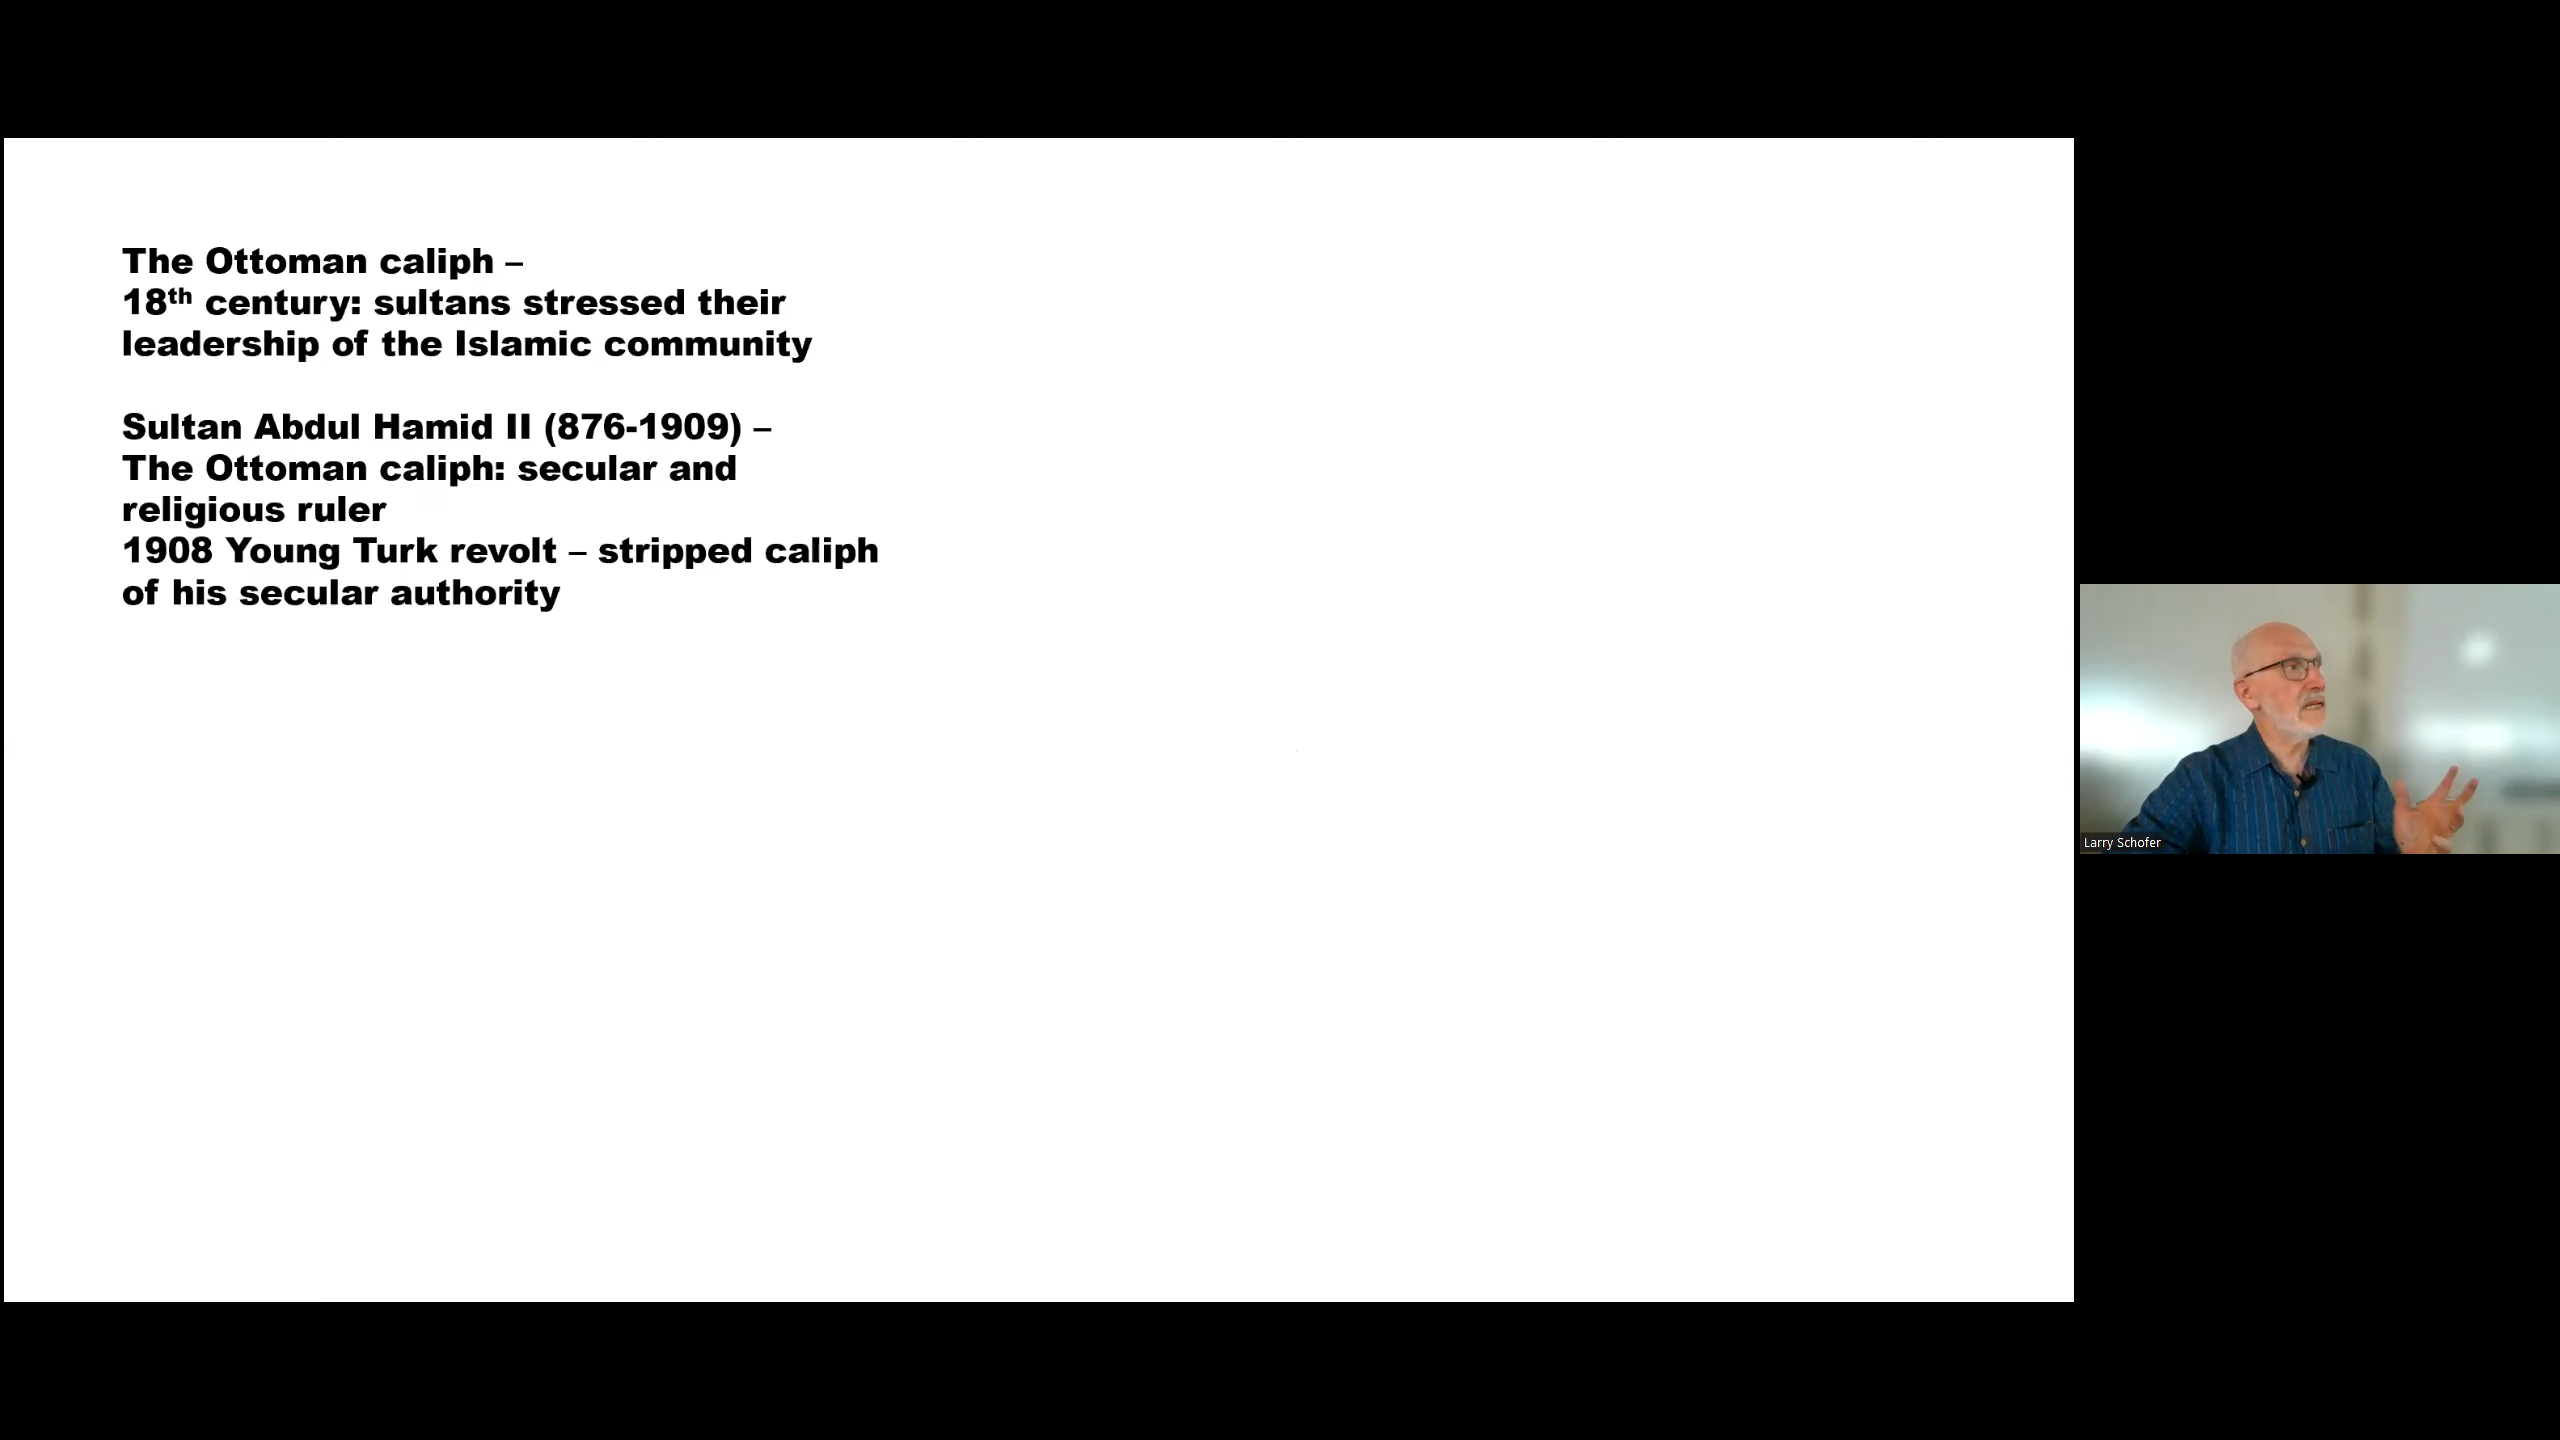 The Ottoman caliph –
18th century: sultans stressed their
leadership of the Islamic community
Sultan Abdul Hamid II (876-1909) –
The Ottoman caliph: secular and
religious ruler
1908 Young Turk revolt – stripped caliph
of his secular authority
Larry Schofer